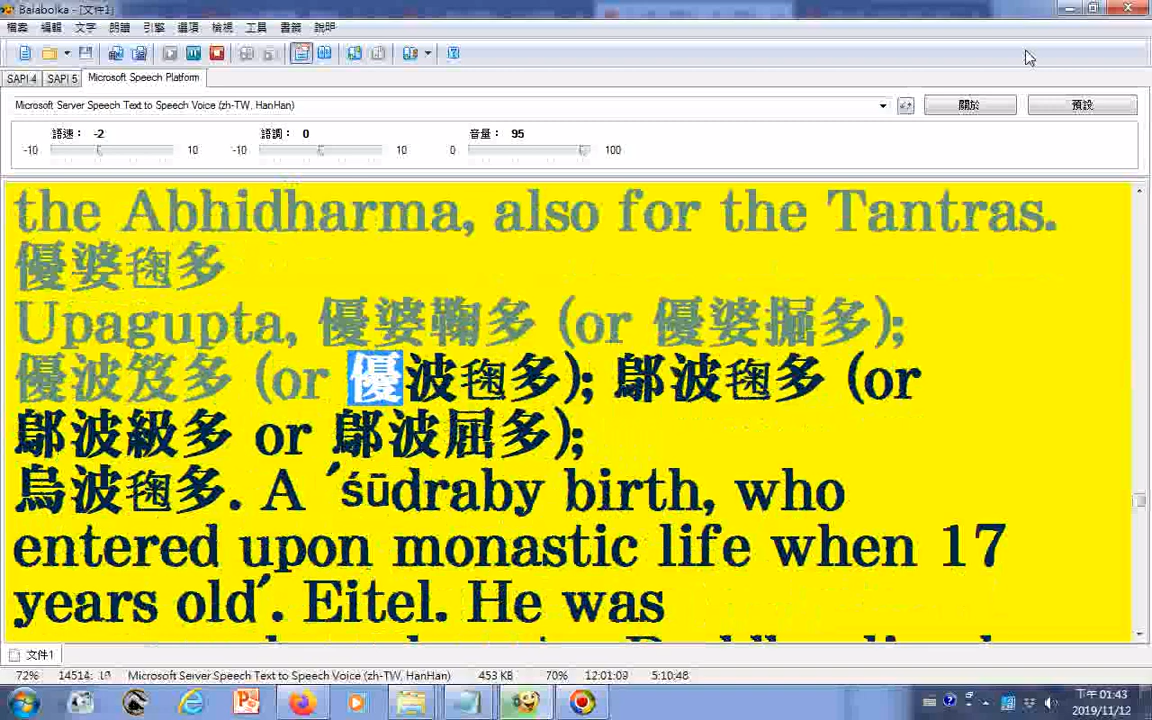 Balabolka - [文件1]
檔案 編輯 文字 朗讀 引擎 選項 檢視 工具 書籤 說明
SAPI 4 SAPI 5 Microsoft Speech Platform
Microsoft Server Speech Text to Speech Voice (zh-TW, HanHan) 關於 預設
語速： -2 語調： 0 音量： 95
-10 10 -10 10 0 100
the Abhidharma, also for the Tantras.
優婆毱多
Upagupta, 優婆鞠多 (or 優婆掘多);
優波笈多 (or 優波毱多); 鄔波毱多 (or
鄔波級多 or 鄔波屈多);
烏波毱多. A ′śūdraby birth, who
entered upon monastic life when 17
years old′. Eitel. He was
文件1
72% Microsoft Server Speech Text to Speech Voice (zh-TW, HanHan) 453 KB 70% 12:01:09 5:10:48
下午 01:43
2019/11/12